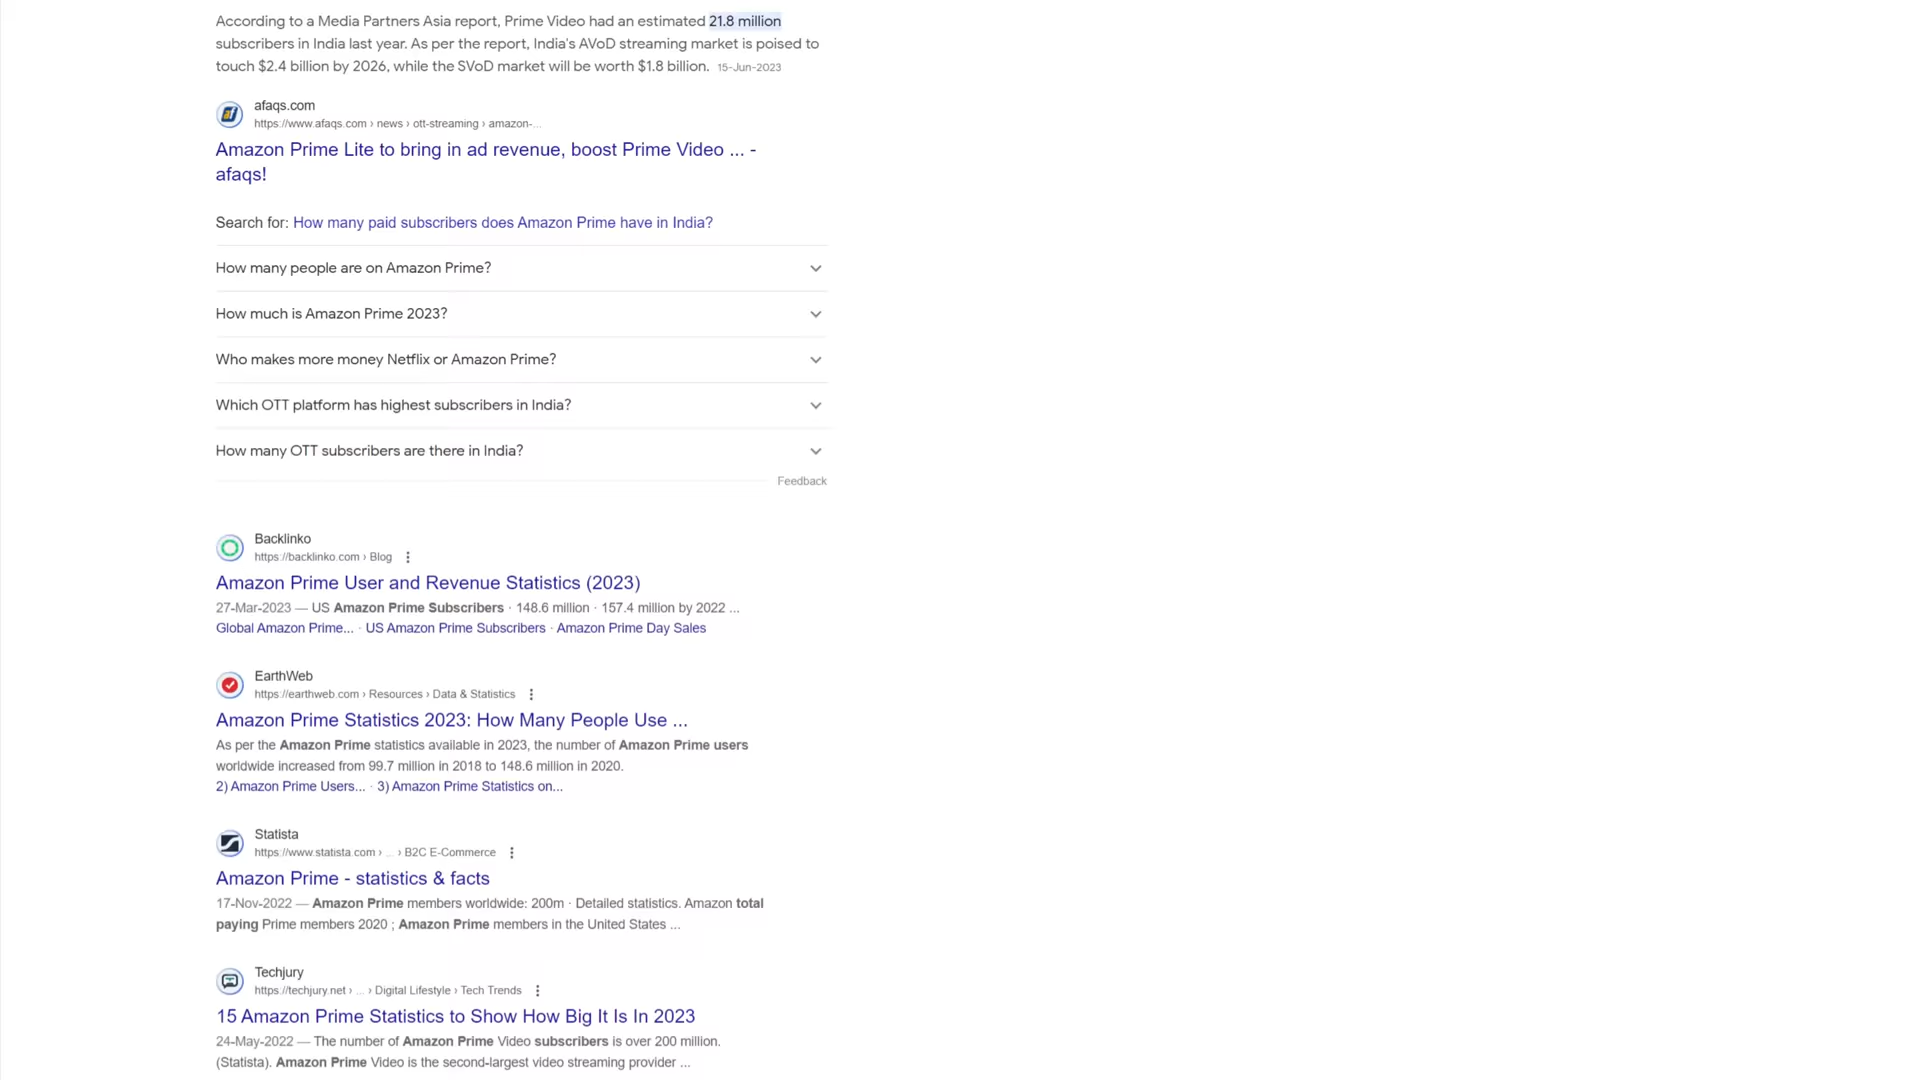 According to a Media Partners Asia report, Prime Video had an estimated 21.8 million
subscribers in India last year. As per the report, India's AVoD streaming market is poised to
touch $2.4 billion by 2026, while the SVoD market will be worth $1.8 billion. 15-Jun-2023
afaqs.com
https://www.afaqs.com › news › ott-streaming › amazon-...
Amazon Prime Lite to bring in ad revenue, boost Prime Video ... -
afaqs!
Search for: How many paid subscribers does Amazon Prime have in India?
How many people are on Amazon Prime?
How much is Amazon Prime 2023?
Who makes more money Netflix or Amazon Prime?
Which OTT platform has highest subscribers in India?
How many OTT subscribers are there in India?
Feedback
Backlinko
https://backlinko.com › Blog
Amazon Prime User and Revenue Statistics (2023)
27-Mar-2023 — US Amazon Prime Subscribers · 148.6 million · 157.4 million by 2022 ...
Global Amazon Prime... · US Amazon Prime Subscribers · Amazon Prime Day Sales
EarthWeb
https://earthweb.com › Resources › Data & Statistics
Amazon Prime Statistics 2023: How Many People Use ...
As per the Amazon Prime statistics available in 2023, the number of Amazon Prime users
worldwide increased from 99.7 million in 2018 to 148.6 million in 2020.
2) Amazon Prime Users... · 3) Amazon Prime Statistics on...
Statista
https://www.statista.com › ... › B2C E-Commerce
Amazon Prime - statistics & facts
17-Nov-2022 — Amazon Prime members worldwide: 200m · Detailed statistics. Amazon total
paying Prime members 2020 ; Amazon Prime members in the United States ...
Techjury
https://techjury.net › ... › Digital Lifestyle › Tech Trends
15 Amazon Prime Statistics to Show How Big It Is In 2023
24-May-2022 — The number of Amazon Prime Video subscribers is over 200 million.
(Statista). Amazon Prime Video is the second-largest video streaming provider ...